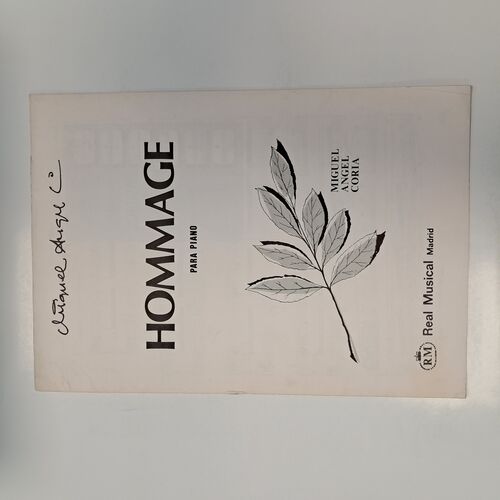 Miguel Angel C
HOMMAGE
PARA PIANO
MIGUEL
ANGEL
CORIA
RM Real Musical Madrid